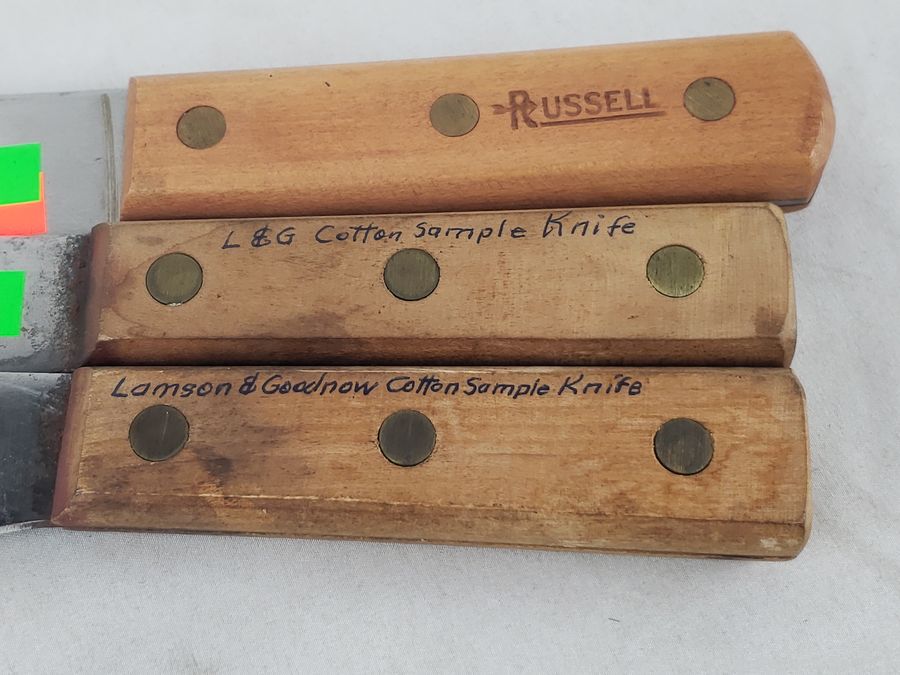 RUSSELL
L & G Cotton Sample Knife
Lamson & Goodnow Cotton Sample Knife